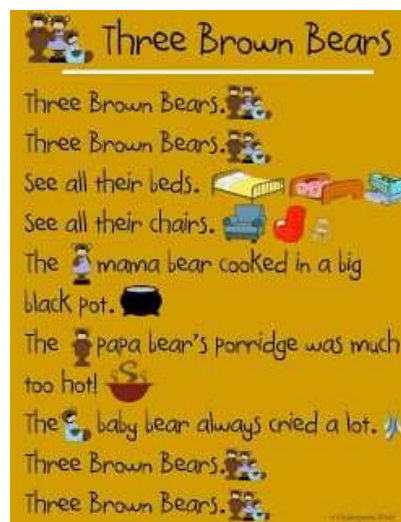 Three Brown Bears
Three Brown Bears.
Three Brown Bears.
See all their beds.
See all their chairs.
The mama bear cooked in a big
black pot.
The papa bear's porridge was much
too hot!
The baby bear always cried a lot.
Three Brown Bears.
Three Brown Bears.